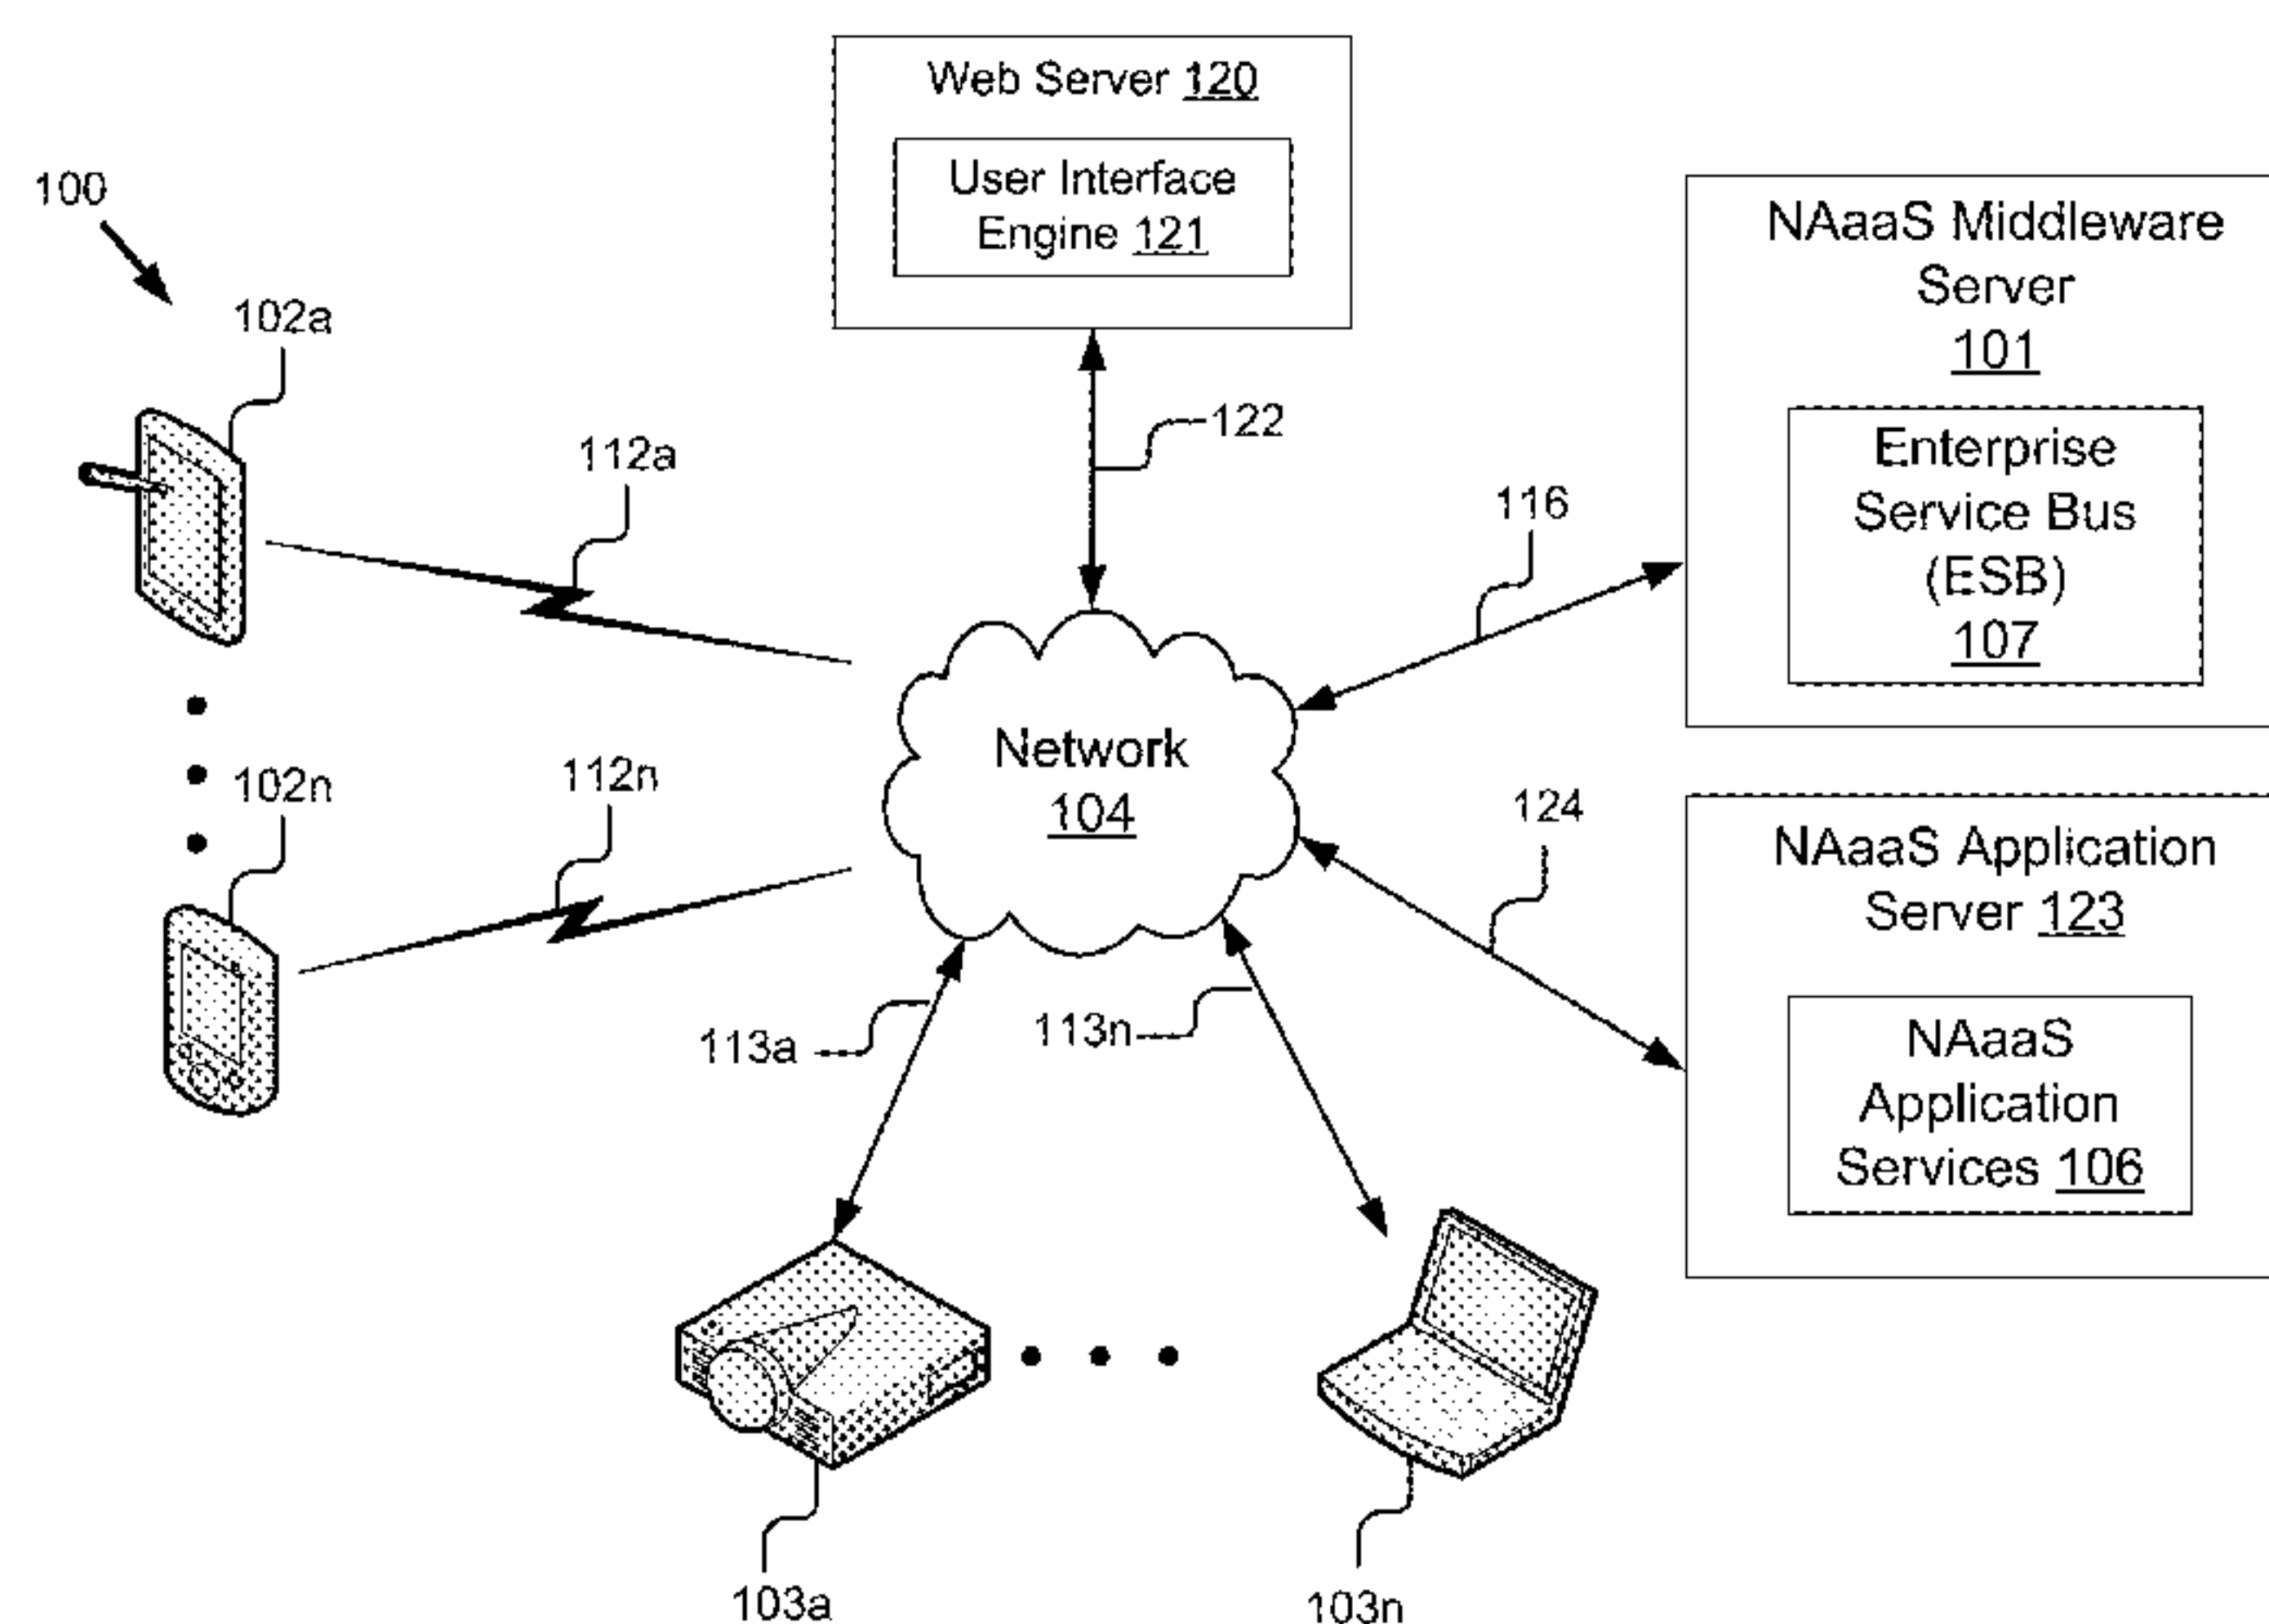 Web Server 120
User Interface
Engine 121
100
102a
112a
122
116
NAaaS Middleware
Server
101
Enterprise
Service Bus
(ESB)
107
Network
104
102n
112n
124
NAaaS Application
Server 123
NAaaS
Application
Services 106
113a
113n
103a
103n